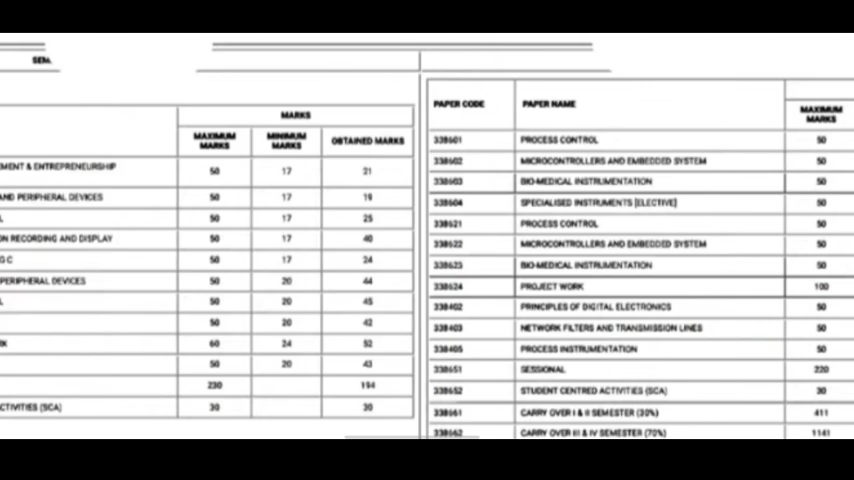 SEM.
MARKS
MAXIMUM MARKS MINIMUM MARKS OBTAINED MARKS
EMENT & ENTREPRENEURSHIP 50 17 21
AND PERIPHERAL DEVICES 50 17 19
L 50 17 25
ON RECORDING AND DISPLAY 50 17 40
G C 50 17 24
PERIPHERAL DEVICES 50 20 44
L 50 20 45
50 20 42
RK 60 24 52
50 20 43
230 194
CTIVITIES (SCA) 30 30
PAPER CODE PAPER NAME MAXIMUM MARKS
338601 PROCESS CONTROL 50
338602 MICROCONTROLLERS AND EMBEDDED SYSTEM 50
338603 BIO-MEDICAL INSTRUMENTATION 50
338604 SPECIALISED INSTRUMENTS [ELECTIVE] 50
338621 PROCESS CONTROL 50
338622 MICROCONTROLLERS AND EMBEDDED SYSTEM 50
338623 BIO-MEDICAL INSTRUMENTATION 50
338624 PROJECT WORK 100
338402 PRINCIPLES OF DIGITAL ELECTRONICS 50
338403 NETWORK FILTERS AND TRANSMISSION LINES 50
338405 PROCESS INSTRUMENTATION 50
338651 SESSIONAL 220
338652 STUDENT CENTRED ACTIVITIES (SCA) 30
338661 CARRY OVER I & II SEMESTER (30%) 411
338662 CARRY OVER III & IV SEMESTER (70%) 1141